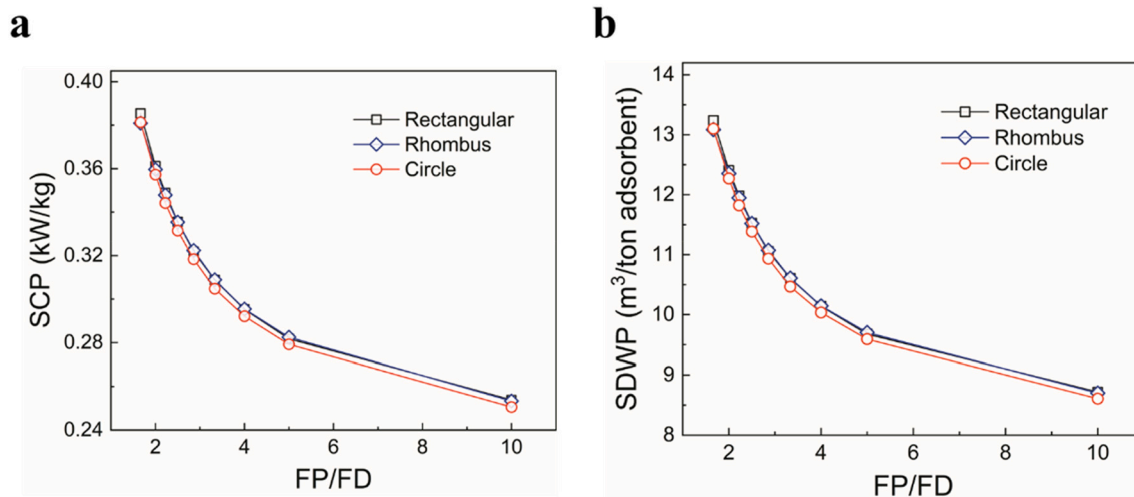 a
0.40
0.36
0.32
0.28
0.24
SCP (kW/kg)
Rectangular
Rhombus
Circle
2 4 6 8 10
FP/FD
b
14
13
12
11
10
9
8
SDWP (m³/ton adsorbent)
Rectangular
Rhombus
Circle
2 4 6 8 10
FP/FD